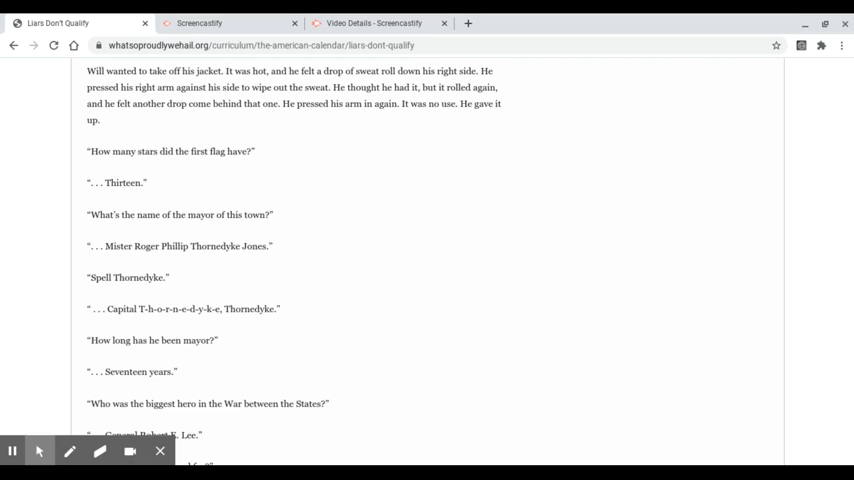 Liars Don't Qualify
Screencastify
Video Details - Screencastify
whatsoproudlywehail.org/curriculum/the-american-calendar/liars-dont-qualify
Will wanted to take off his jacket. It was hot, and he felt a drop of sweat roll down his right side. He
pressed his right arm against his side to wipe out the sweat. He thought he had it, but it rolled again,
and he felt another drop come behind that one. He pressed his arm in again. It was no use. He gave it
up.
“How many stars did the first flag have?”
“. . . Thirteen.”
“What’s the name of the mayor of this town?”
“. . . Mister Roger Phillip Thornedyke Jones.”
“Spell Thornedyke.”
“ . . . Capital T-h-o-r-n-e-d-y-k-e, Thornedyke.”
“How long has he been mayor?”
“. . . Seventeen years.”
“Who was the biggest hero in the War between the States?”
“. . . General Robert E. Lee.”